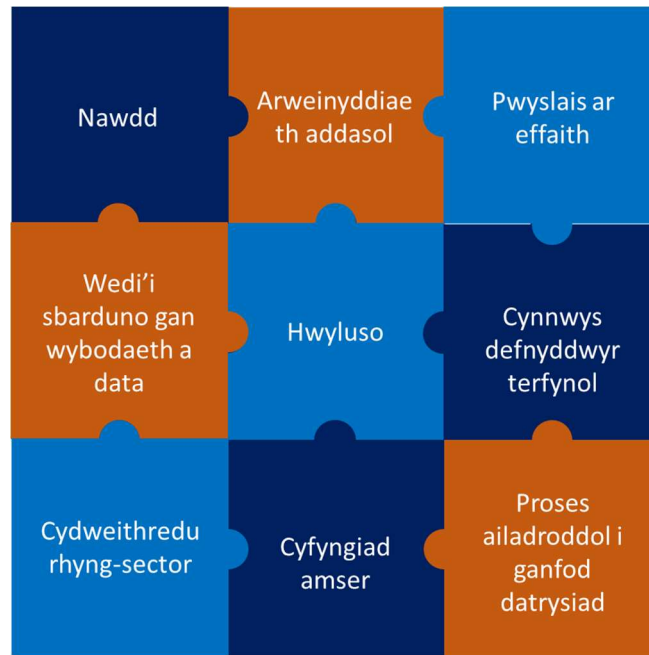 Nawdd
Arweinyddiae
th addasol
Pwyslais ar
effaith
Wedi’i
sbarduno gan
wybodaeth a
data
Hwyluso
Cynnwys
defnyddwyr
terfynol
Cydweithredu
rhyng-sector
Cyfyngiad
amser
Proses
ailadroddol i
ganfod
datrysiad